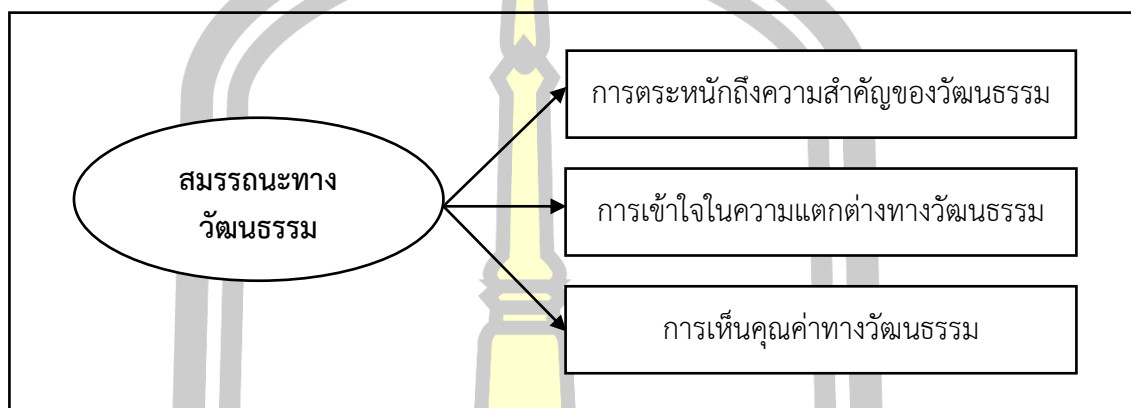 สมรรถนะทาง
วัฒนธรรม
การตระหนักถึงความสำคัญของวัฒนธรรม
การเข้าใจในความแตกต่างทางวัฒนธรรม
การเห็นคุณค่าทางวัฒนธรรม